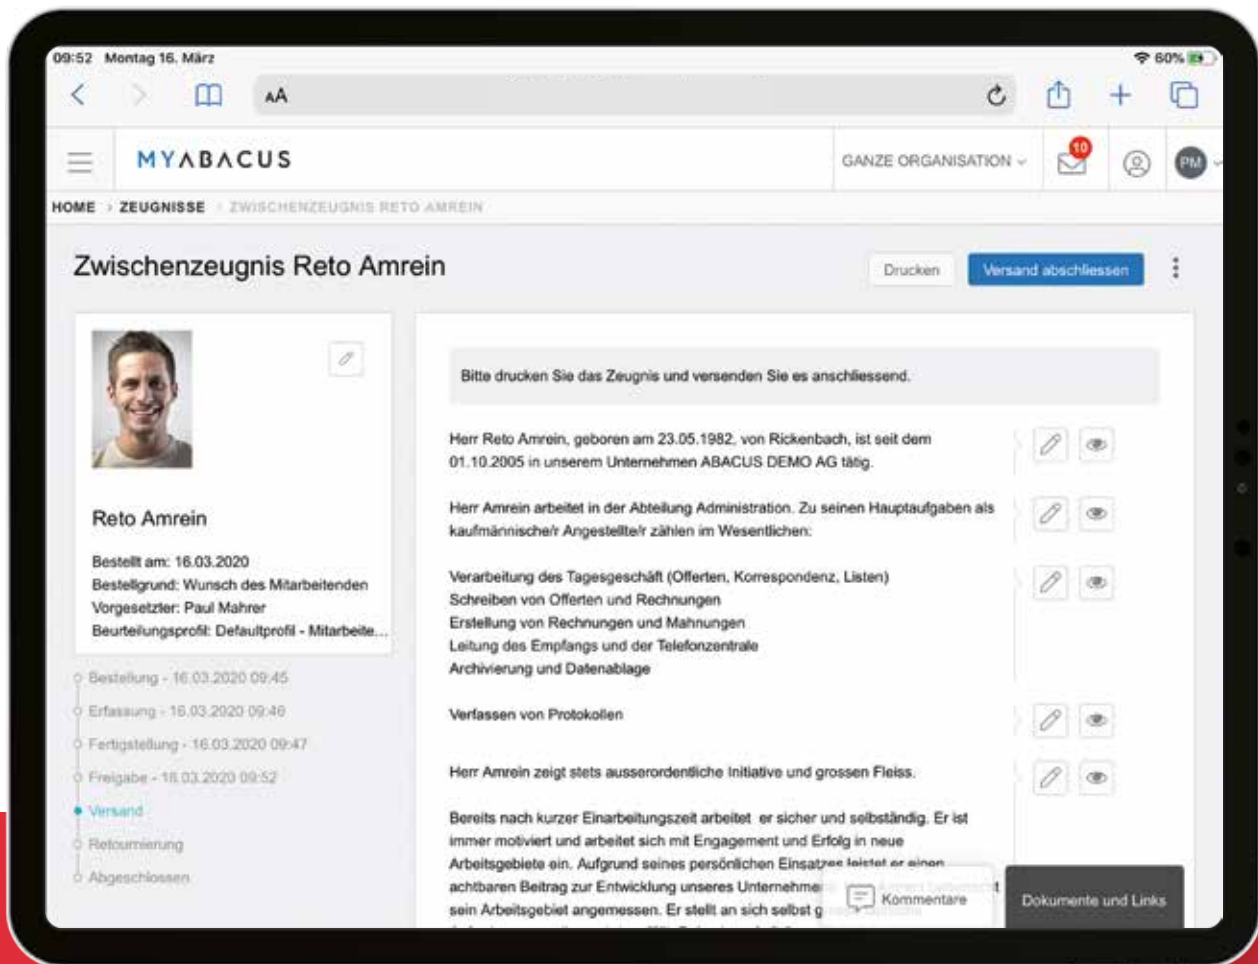 09:52 Montag 16. März
60%
AA
MYABACUS
GANZE ORGANISATION
10
PM
HOME › ZEUGNISSE › ZWISCHENZEUGNIS RETO AMREIN
Zwischenzeugnis Reto Amrein
Drucken
Versand abschliessen
Reto Amrein
Bestellt am: 16.03.2020
Bestellgrund: Wunsch des Mitarbeitenden
Vorgesetzter: Paul Mahrer
Beurteilungsprofil: Defaultprofil - Mitarbeite...
Bestellung - 16.03.2020 09:45
Erfassung - 16.03.2020 09:46
Fertigstellung - 16.03.2020 09:47
Freigabe - 16.03.2020 09:52
Versand
Retournierung
Abgeschlossen
Bitte drucken Sie das Zeugnis und versenden Sie es anschliessend.
Herr Reto Amrein, geboren am 23.05.1982, von Rickenbach, ist seit dem
01.10.2005 in unserem Unternehmen ABACUS DEMO AG tätig.
Herr Amrein arbeitet in der Abteilung Administration. Zu seinen Hauptaufgaben als
kaufmännische/r Angestellte/r zählen im Wesentlichen:
Verarbeitung des Tagesgeschäft (Offerten, Korrespondenz, Listen)
Schreiben von Offerten und Rechnungen
Erstellung von Rechnungen und Mahnungen
Leitung des Empfangs und der Telefonzentrale
Archivierung und Datenablage
Verfassen von Protokollen
Herr Amrein zeigt stets ausserordentliche Initiative und grossen Fleiss.
Bereits nach kurzer Einarbeitungszeit arbeitet er sicher und selbständig. Er ist
immer motiviert und arbeitet sich mit Engagement und Erfolg in neue
Arbeitsgebiete ein. Aufgrund seines persönlichen Einsatzes leistet er einen
achtbaren Beitrag zur Entwicklung unseres
sein Arbeitsgebiet angemessen. Er stellt an sich selbst
Kommentare
Dokumente und Links